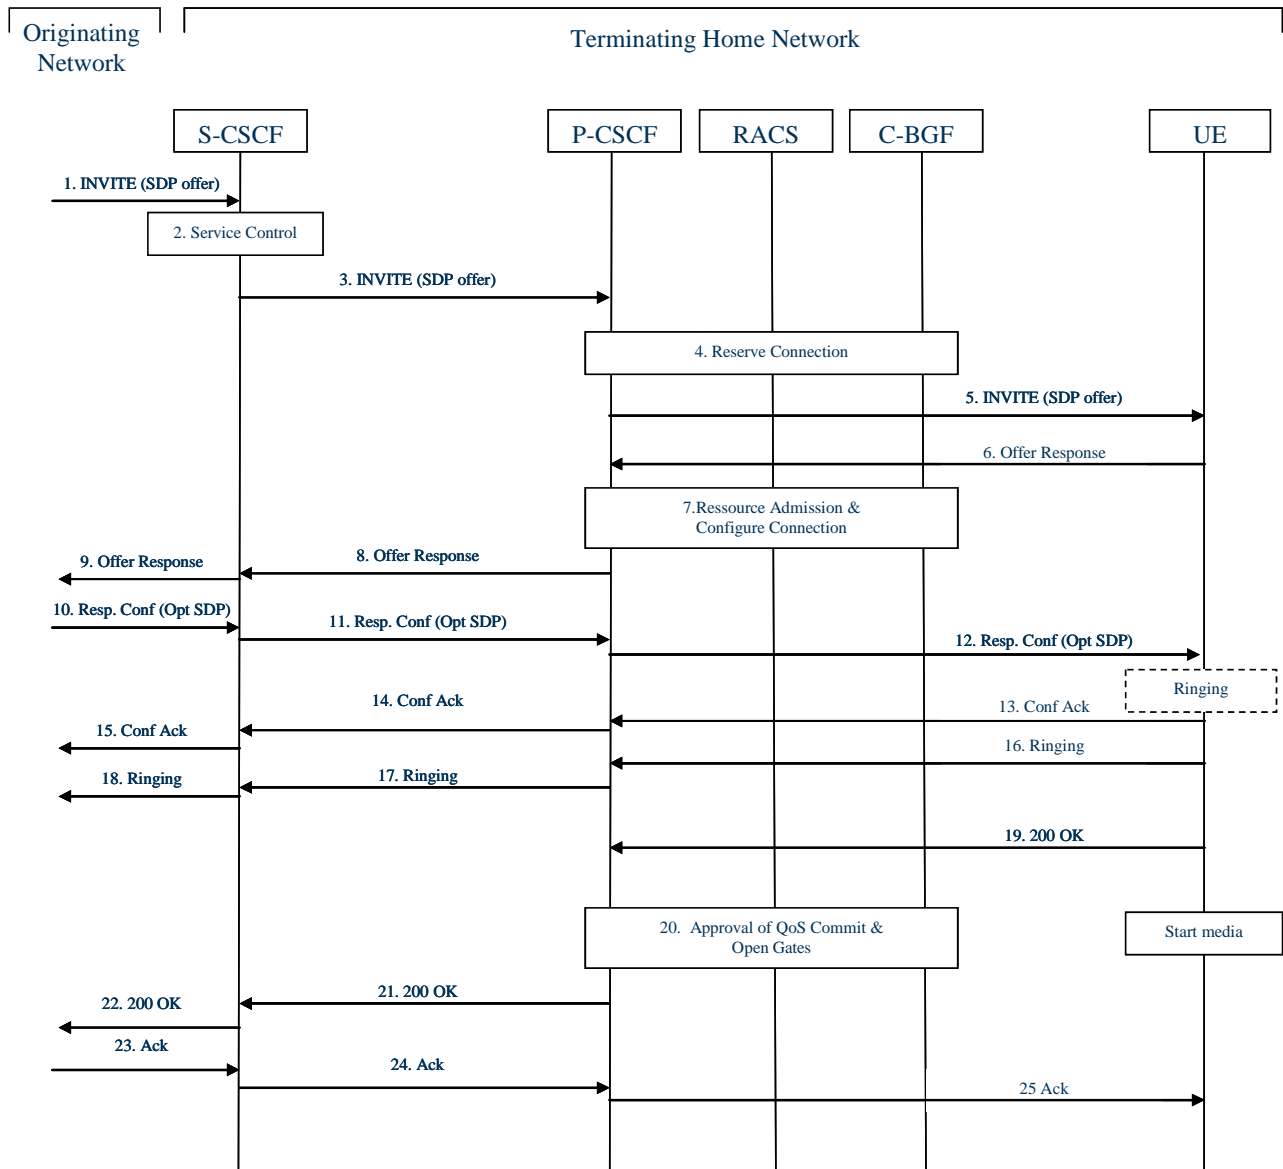 Originating
Network
Terminating Home Network
S-CSCF
P-CSCF
RACS
C-BGF
UE
1. INVITE (SDP offer)
2. Service Control
3. INVITE (SDP offer)
4. Reserve Connection
5. INVITE (SDP offer)
6. Offer Response
7.Ressource Admission &
Configure Connection
8. Offer Response
9. Offer Response
10. Resp. Conf (Opt SDP)
11. Resp. Conf (Opt SDP)
12. Resp. Conf (Opt SDP)
Ringing
13. Conf Ack
14. Conf Ack
15. Conf Ack
16. Ringing
17. Ringing
18. Ringing
19. 200 OK
20. Approval of QoS Commit &
Open Gates
Start media
21. 200 OK
22. 200 OK
23. Ack
24. Ack
25 Ack